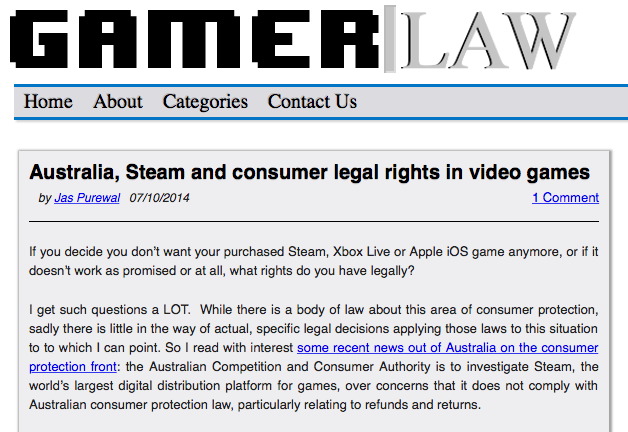 GAMER|LAW
Home About Categories Contact Us
Australia, Steam and consumer legal rights in video games
by Jas Purewal 07/10/2014 1 Comment
If you decide you don't want your purchased Steam, Xbox Live or Apple iOS game anymore, or if it
doesn't work as promised or at all, what rights do you have legally?
I get such questions a LOT. While there is a body of law about this area of consumer protection,
sadly there is little in the way of actual, specific legal decisions applying those laws to this situation
to to which I can point. So I read with interest some recent news out of Australia on the consumer
protection front: the Australian Competition and Consumer Authority is to investigate Steam, the
world's largest digital distribution platform for games, over concerns that it does not comply with
Australian consumer protection law, particularly relating to refunds and returns.